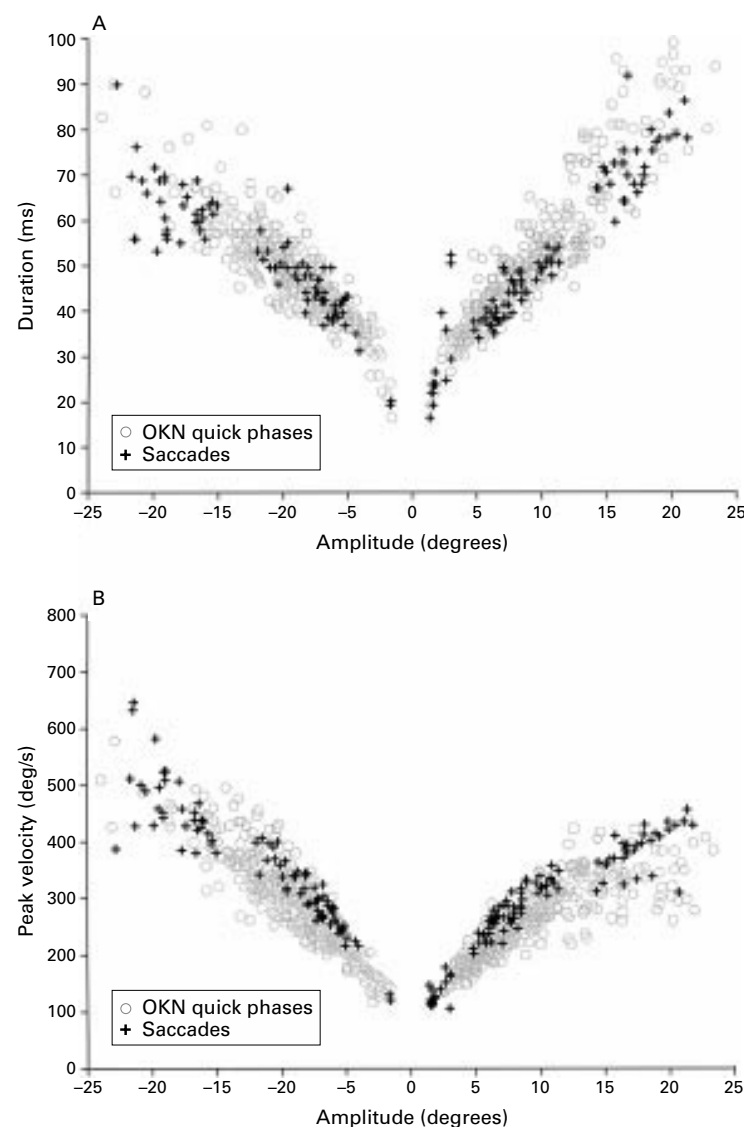 A
100
90
80
70
60
50
40
30
20
10
0
Duration (ms)
○ OKN quick phases
+ Saccades
–25 –20 –15 –20 –5 0 5 10 15 20 25
Amplitude (degrees)
B
800
700
600
500
400
300
200
100
0
Peak velocity (deg/s)
○ OKN quick phases
+ Saccades
–25 –20 –15 –20 –5 0 5 10 15 20 25
Amplitude (degrees)